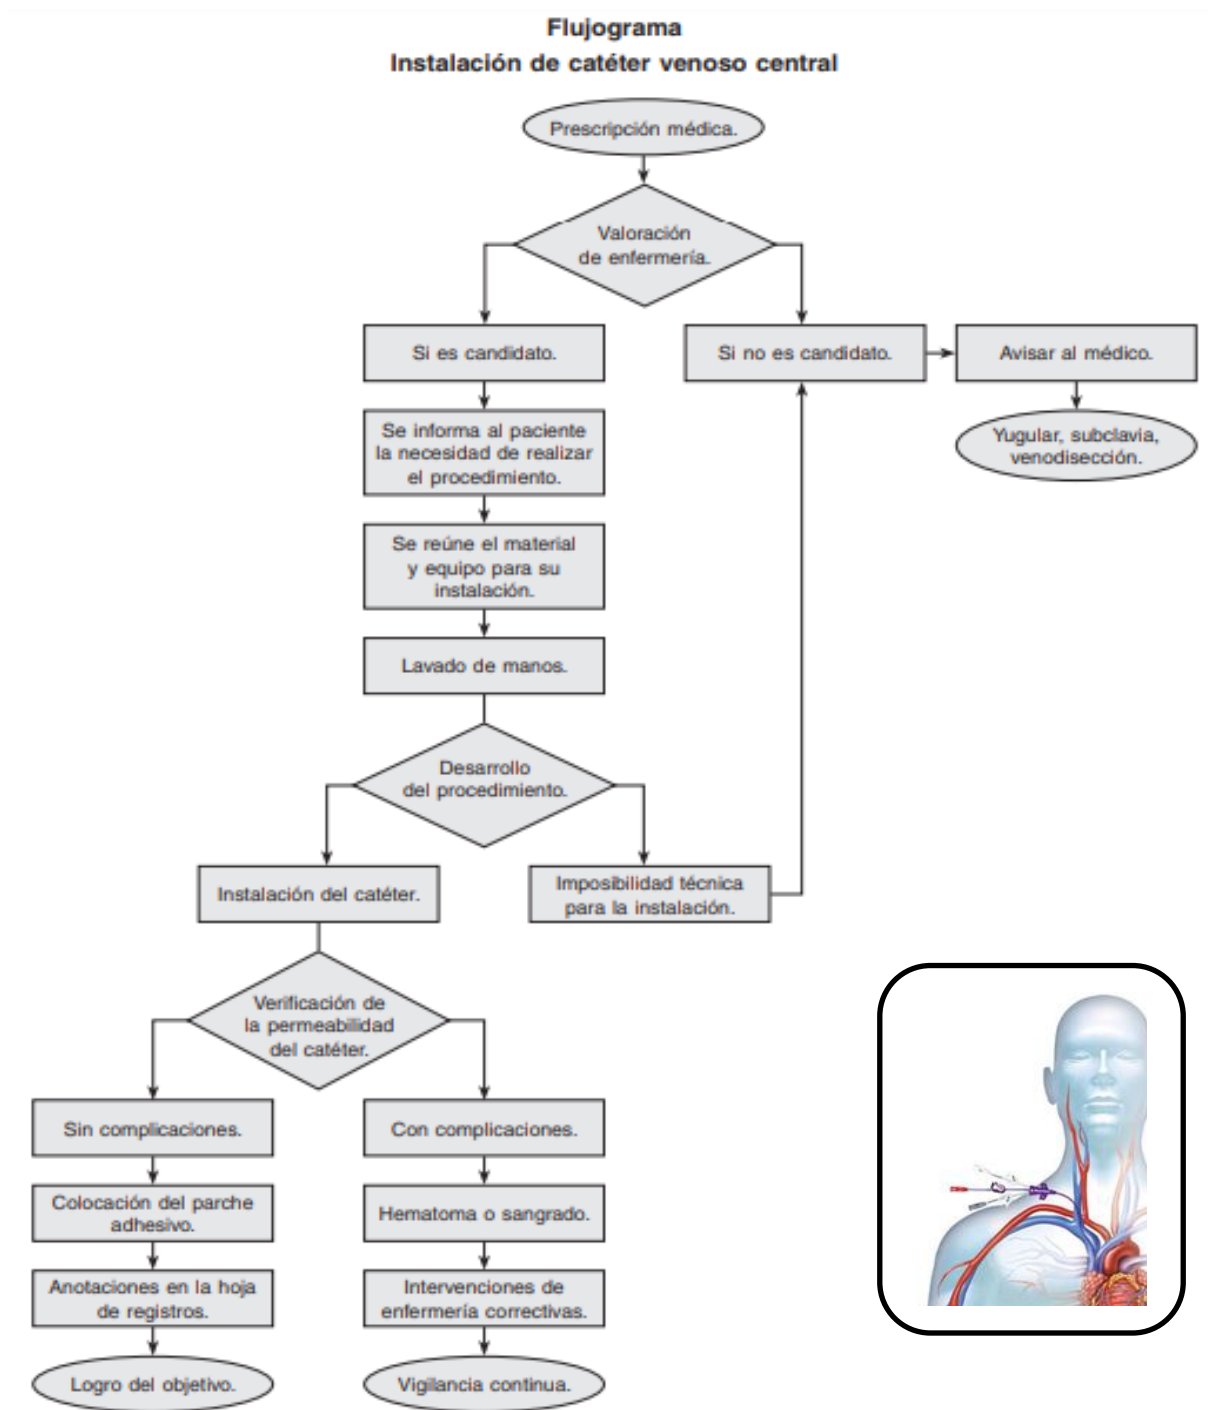 Flujograma
Instalación de catéter venoso central
Prescripción médica.
Valoración
de enfermería.
Si es candidato.
Si no es candidato.
Avisar al médico.
Se informa al paciente
la necesidad de realizar
el procedimiento.
Yugular, subclavia,
venodisección.
Se reúne el material
y equipo para su
instalación.
Lavado de manos.
Desarrollo
del procedimiento.
Instalación del catéter.
Imposibilidad técnica
para la instalación.
Verificación de
la permeabilidad
del catéter.
Sin complicaciones.
Con complicaciones.
Colocación del parche
adhesivo.
Hematoma o sangrado.
Anotaciones en la hoja
de registros.
Intervenciones de
enfermería correctivas.
Logro del objetivo.
Vigilancia continua.